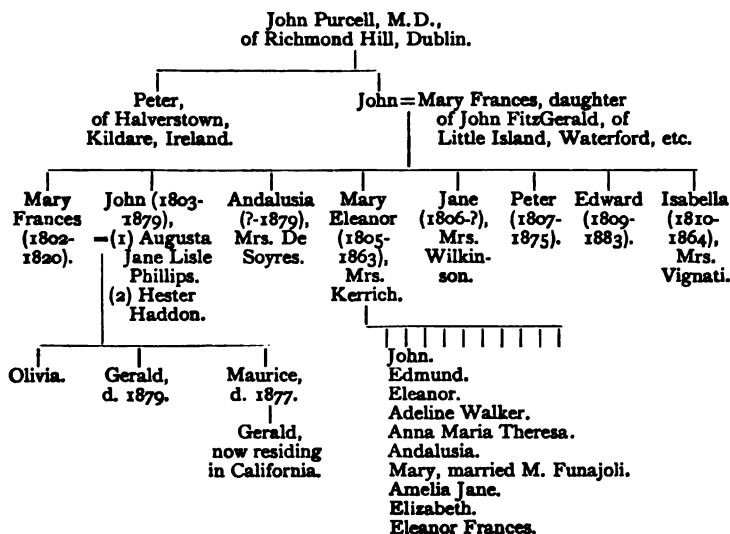 John Purcell, M.D.,
of Richmond Hill, Dublin.
Peter,
of Halverstown,
Kildare, Ireland.
John=Mary Frances, daughter
of John FitzGerald, of
Little Island, Waterford, etc.
Mary
Frances
(1802-
1820).
John (1803-
1879),
=(1) Augusta
Jane Lisle
Phillips.
(2) Hester
Haddon.
Andalusia
(?-1879),
Mrs. De
Soyres.
Mary
Eleanor
(1805-
1863),
Mrs.
Kerrich.
Jane
(1806-?),
Mrs.
Wilkin-
son.
Peter
(1807-
1875).
Edward
(1809-
1883).
Isabella
(1810-
1864),
Mrs.
Vignati.
Olivia.
Gerald,
d. 1879.
Maurice,
d. 1877.
Gerald,
now residing
in California.
John.
Edmund.
Eleanor.
Adeline Walker.
Anna Maria Theresa.
Andalusia.
Mary, married M. Funajoli.
Amelia Jane.
Elizabeth.
Eleanor Frances.